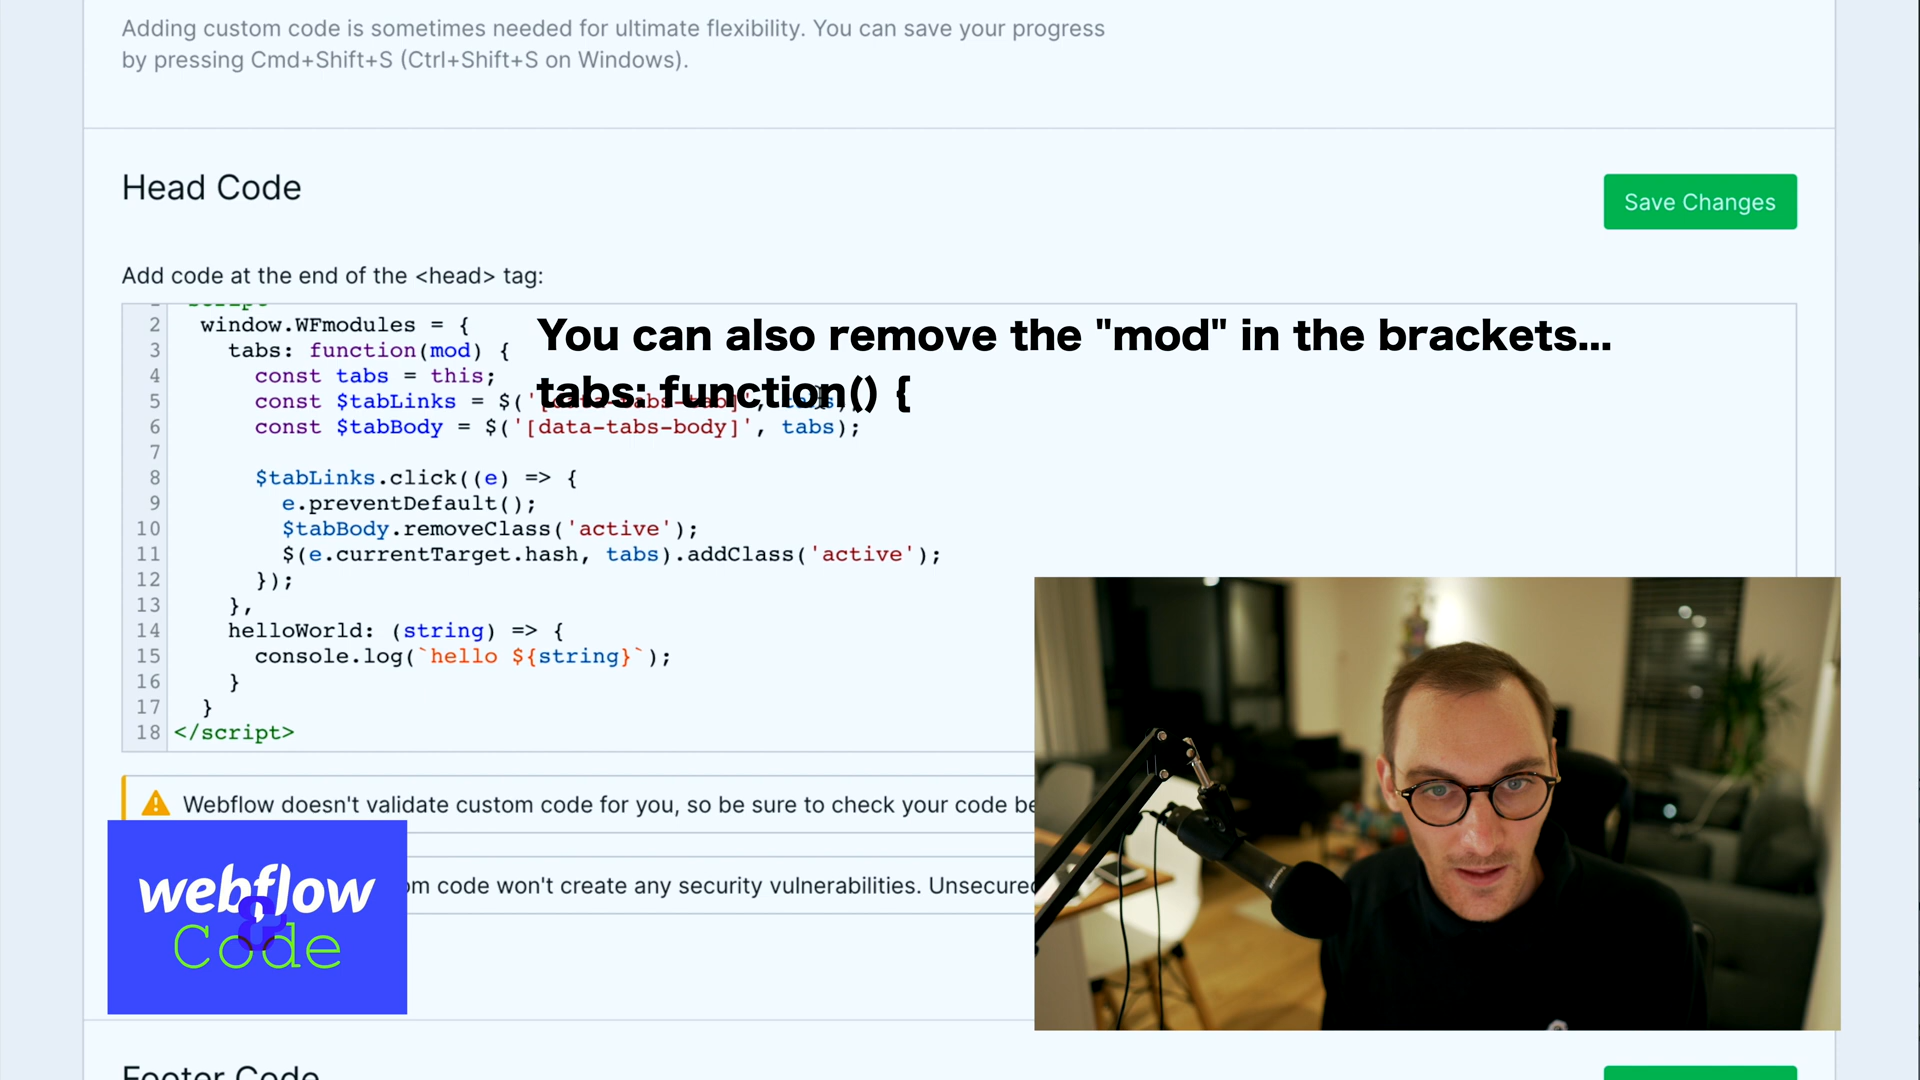 Adding custom code is sometimes needed for ultimate flexibility. You can save your progress
by pressing Cmd+Shift+S (Ctrl+Shift+S on Windows).
Head Code
Save Changes
Add code at the end of the <head> tag:
2 window.WFmodules = {
3 tabs: function(mod) {
4 const tabs = this;
5 const $tabLinks = $('[data-tabs-tab]', tabs);
6 const $tabBody = $('[data-tabs-body]', tabs);
7
8 $tabLinks.click((e) => {
9 e.preventDefault();
10 $tabBody.removeClass('active');
11 $(e.currentTarget.hash, tabs).addClass('active');
12 });
13 },
14 helloWorld: (string) => {
15 console.log(`hello ${string}`);
16 }
17 }
18 </script>
You can also remove the "mod" in the brackets...
tabs: function() {
Webflow doesn't validate custom code for you, so be sure to check your code
code won't create any security vulnerabilities. Unsecured
webflow
&
Code
Footer Code